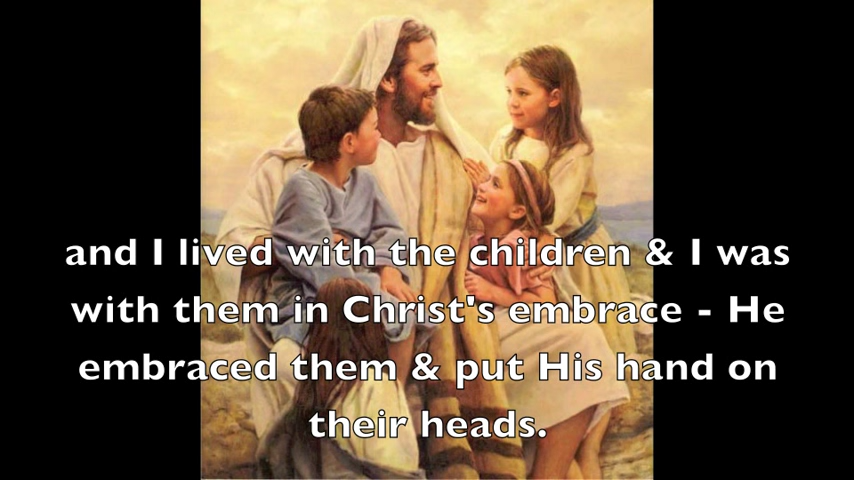 and I lived with the children & I was
with them in Christ's embrace - He
embraced them & put His hand on
their heads.